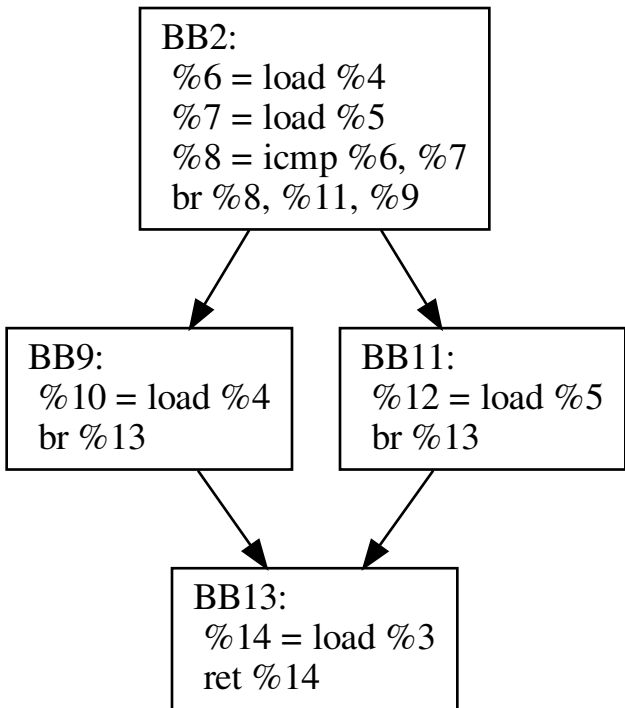 BB2:
%6 = load %4
%7 = load %5
%8 = icmp %6, %7
br %8, %11, %9
BB9:
%10 = load %4
br %13
BB11:
%12 = load %5
br %13
BB13:
%14 = load %3
ret %14